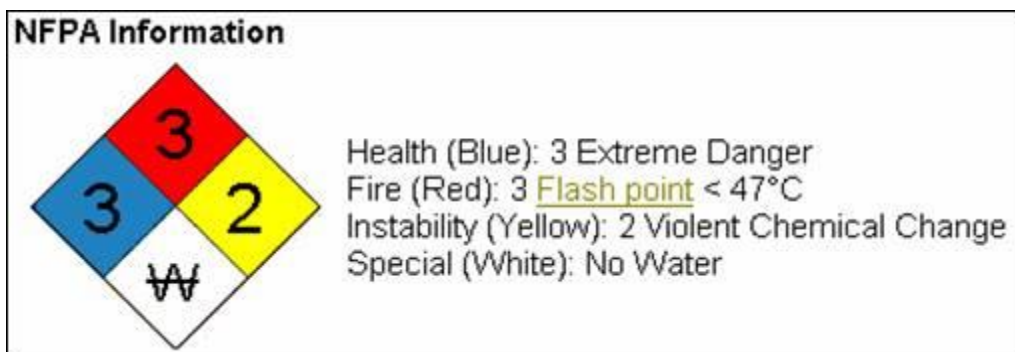 NFPA Information
3
3
2
W
Health (Blue): 3 Extreme Danger
Fire (Red): 3 Flash point < 47°C
Instability (Yellow): 2 Violent Chemical Change
Special (White): No Water